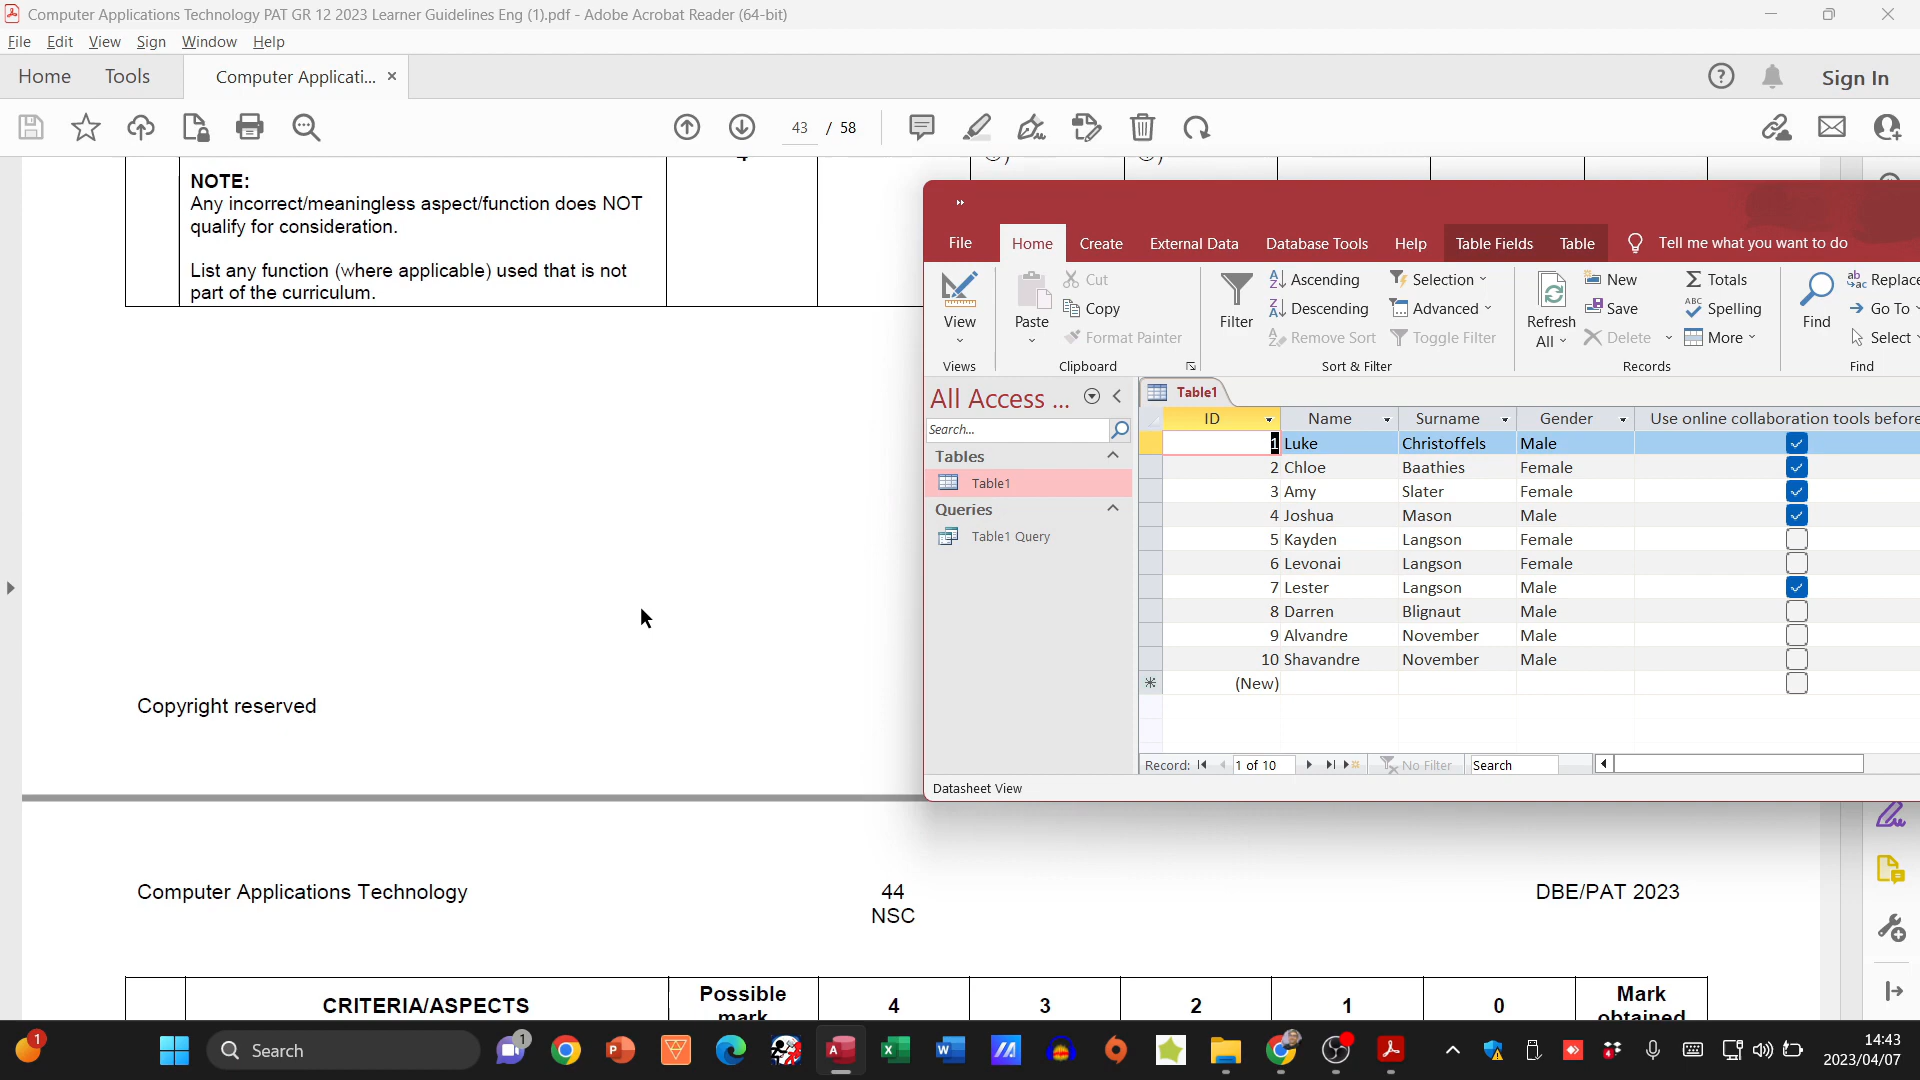 Computer Applications Technology PAT GR 12 2023 Learner Guidelines Eng (1).pdf - Adobe Acrobat Reader (64-bit)
File Edit View Sign Window Help
Home Tools Computer Applicati... × Sign In
43 / 58
NOTE:
Any incorrect/meaningless aspect/function does NOT
qualify for consideration.
List any function (where applicable) used that is not
part of the curriculum.
Copyright reserved
Computer Applications Technology 44 DBE/PAT 2023
NSC
CRITERIA/ASPECTS Possible mark 4 3 2 1 0 Mark obtained
File Home Create External Data Database Tools Help Table Fields Table Tell me what you want to do
View
Views
Paste
Cut
Copy
Format Painter
Clipboard
Filter
Ascending
Descending
Remove Sort
Selection
Advanced
Toggle Filter
Sort & Filter
Refresh
All
New
Save
Delete
Totals
Spelling
More
Records
Find
Replace
Go To
Select
Find
All Access ...
Search...
Tables
Table1
Queries
Table1 Query
Table1
ID Name Surname Gender Use online collaboration tools before
1 Luke Christoffels Male
2 Chloe Baathies Female
3 Amy Slater Female
4 Joshua Mason Male
5 Kayden Langson Female
6 Levonai Langson Female
7 Lester Langson Male
8 Darren Blignaut Male
9 Alvandre November Male
10 Shavandre November Male
(New)
Record: 1 of 10 No Filter Search
Datasheet View
1
Search
1
14:43
2023/04/07